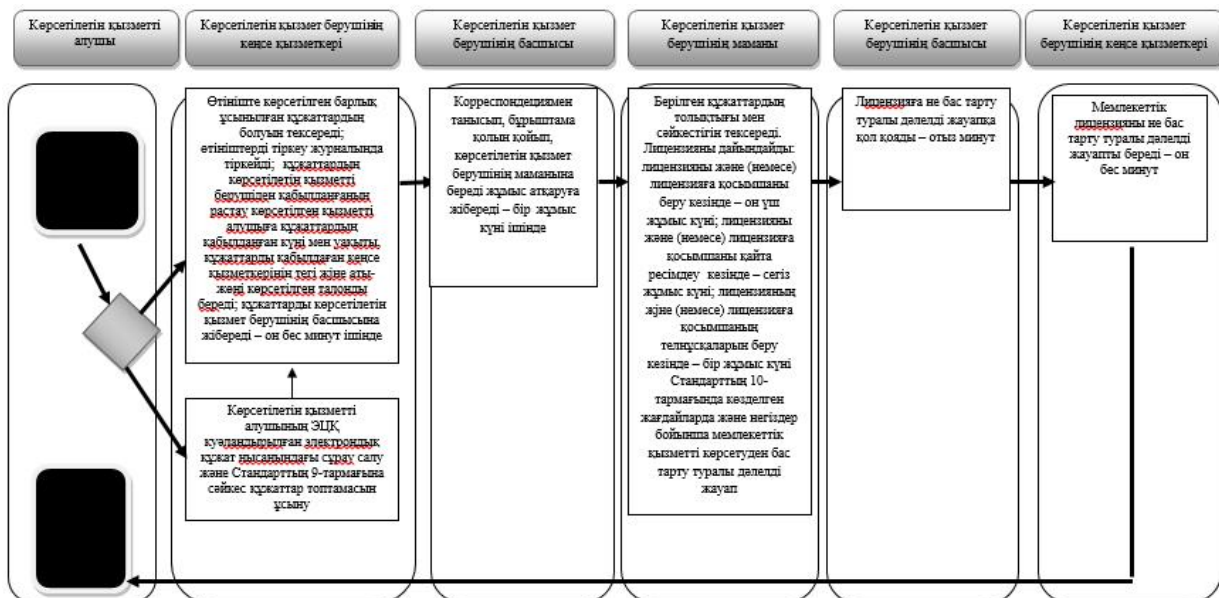 Көрсетілетін қызметті
алушы
Көрсетілетін қызмет берушінің
кеңсе қызметкері
Көрсетілетін қызмет
берушінің басшысы
Көрсетілетін қызмет
берушінің маманы
Көрсетілетін қызмет
берушінің басшысы
Көрсетілетін қызмет
берушінің кеңсе қызметкері
Өтініште көрсетілген барлық
ұсынылған құжаттардың
болуын тексереді;
өтініштерді тіркеу журналында
тіркейді; құжаттардың
көрсетілетін қызметті
берушіден қабылданғанын
растау көрсетілген қызметті
алушыға құжаттардың
қабылданған күні мен уақыты,
құжаттарды қабылдаған кеңсе
қызметкерінің тегі және аты-
жөні көрсетілген талонды
береді; құжаттарды көрсетілетін
қызмет берушінің басшысына
жібереді – он бес минут ішінде
Көрсетілетін қызметті
алушының ЭЦҚ
куәландырылған электрондық
құжат нысанындағы сұрау салу
және Стандарттың 9-тармағына
сәйкес құжаттар топтамасын
ұсыну
Корреспонденциямен
танысып, бұрыштама
қолын қойып,
көрсетілетін қызмет
берушінің маманына
береді жұмыс атқаруға
жібереді – бір жұмыс
күні ішінде
Берілген құжаттардың
толықтығы мен
сәйкестігін тексереді.
Лицензияны дайындайды:
лицензияны және (немесе)
лицензияға қосымшаны
беру кезінде – он үш
жұмыс күні; лицензияны
және (немесе) лицензияға
қосымшаны қайта
ресімдеу кезінде – сегіз
жұмыс күні; лицензияның
және (немесе) лицензияға
қосымшаның
телнұсқаларын беру
кезінде – бір жұмыс күні
Стандарттың 10-
тармағында көзделген
жағдайларда және негіздер
бойынша мемлекеттік
қызметті көрсетуден бас
тарту туралы дәлелді
жауап
Лицензияға не бас тарту
туралы дәлелді жауапқа
қол қояды – отыз минут
Мемлекеттік
лицензияны не бас
тарту туралы дәлелді
жауапты береді – он
бес минут